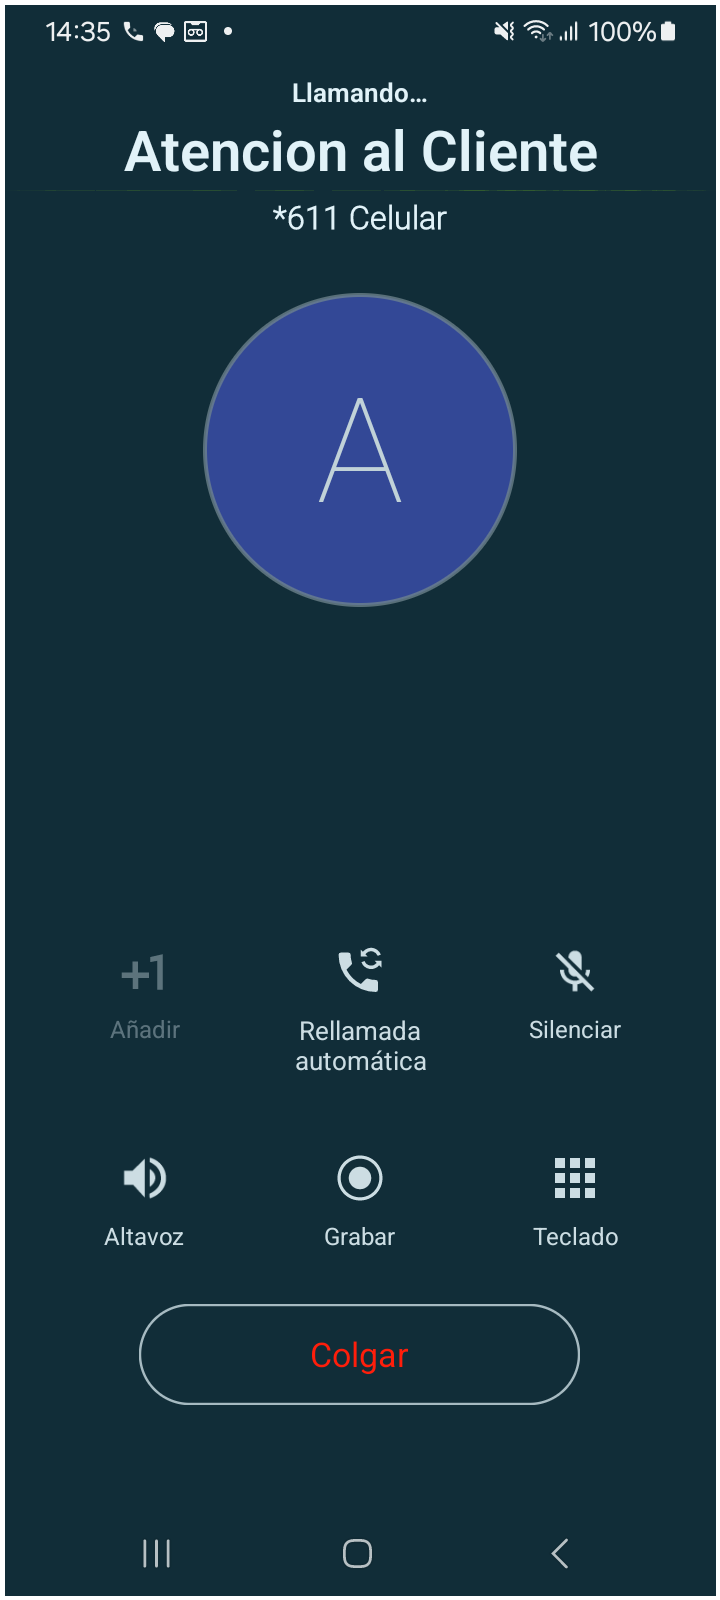 14:35 100%
Llamando...
Atencion al Cliente
*611 Celular
A
+1
Añadir
Rellamada
automática
Silenciar
Altavoz
Grabar
Teclado
Colgar